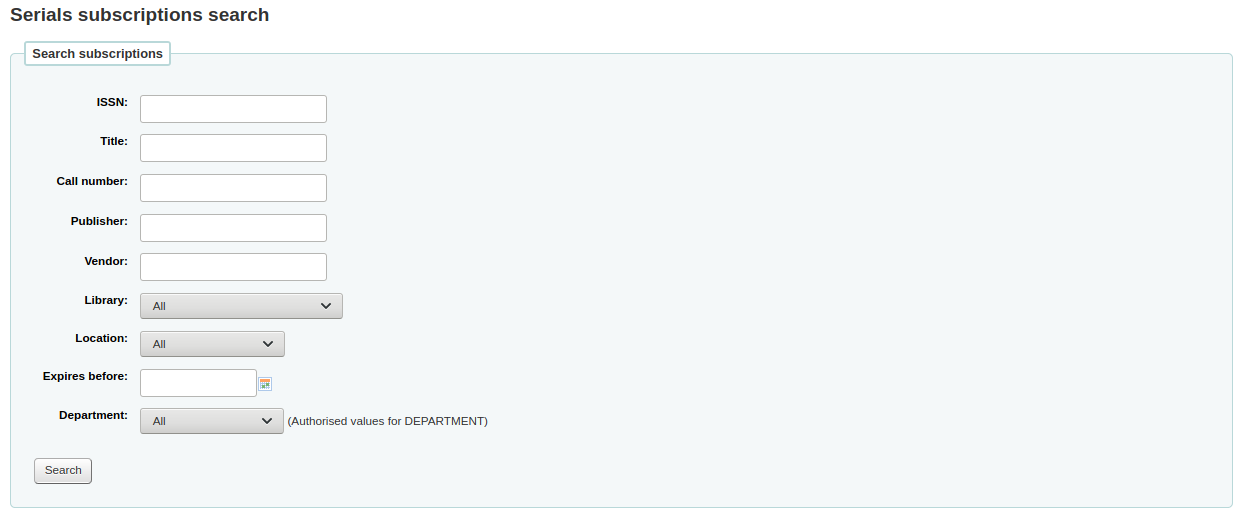 Serials subscriptions search
Search subscriptions
ISSN:
Title:
Call number:
Publisher:
Vendor:
Library: All
Location: All
Expires before:
Department: All (Authorised values for DEPARTMENT)
Search